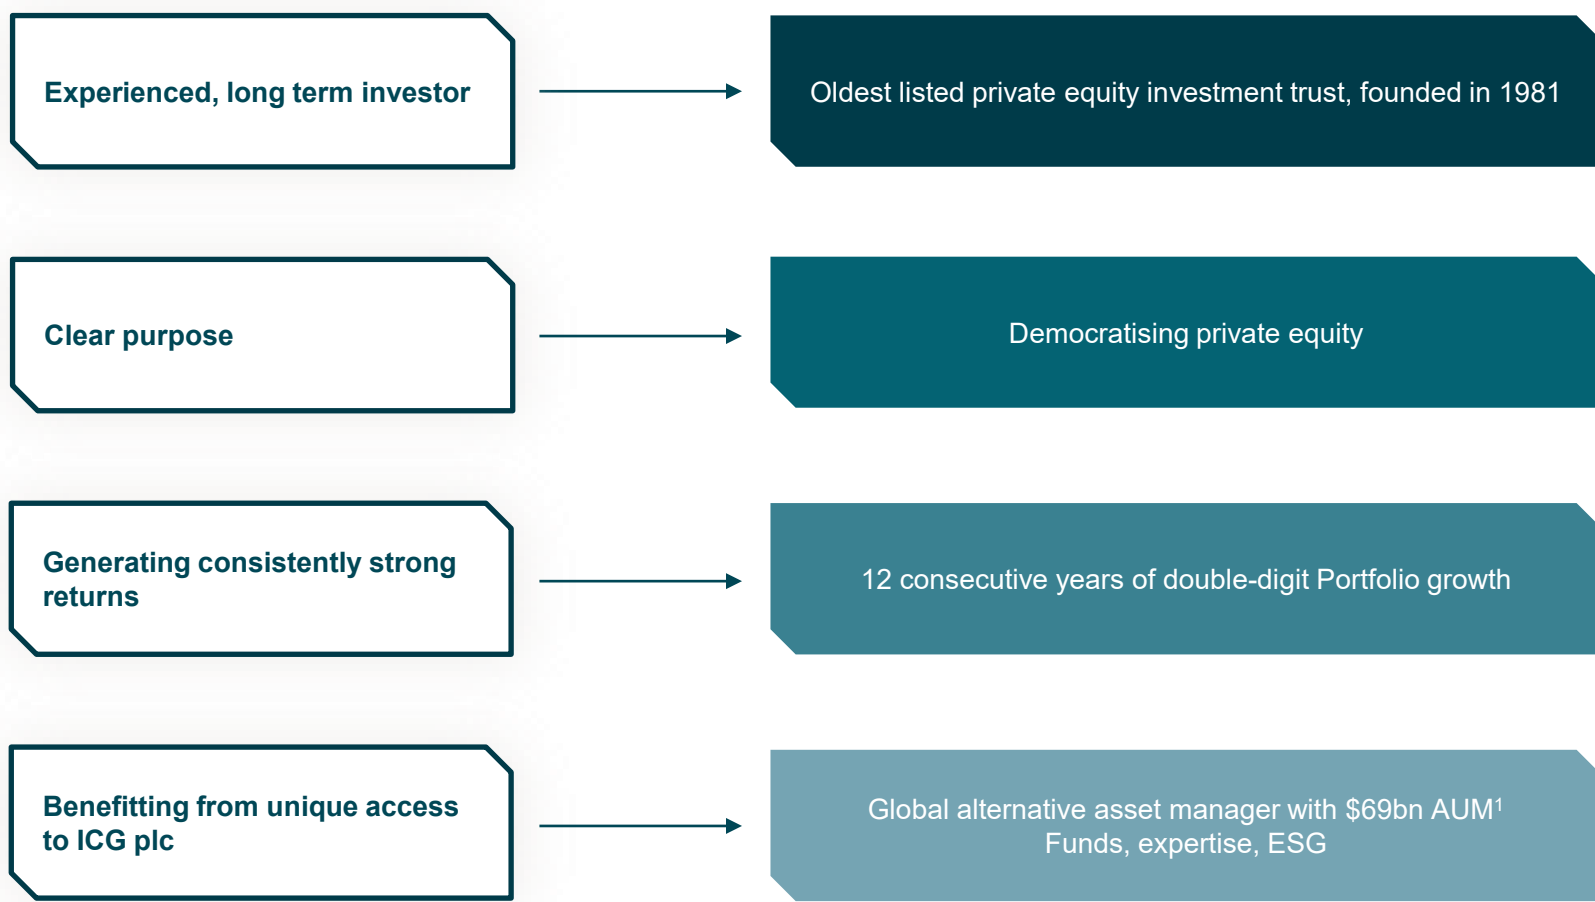 Experienced, long term investor
Oldest listed private equity investment trust, founded in 1981
Clear purpose
Democratising private equity
Generating consistently strong
returns
12 consecutive years of double-digit Portfolio growth
Benefitting from unique access
to ICG plc
Global alternative asset manager with $69bn AUM¹
Funds, expertise, ESG